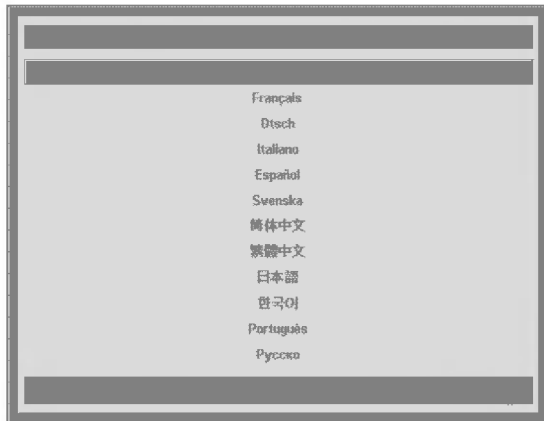 Français
Dtsch
Italiano
Español
Svenska
简体中文
繁體中文
日本語
한국어
Português
Русско